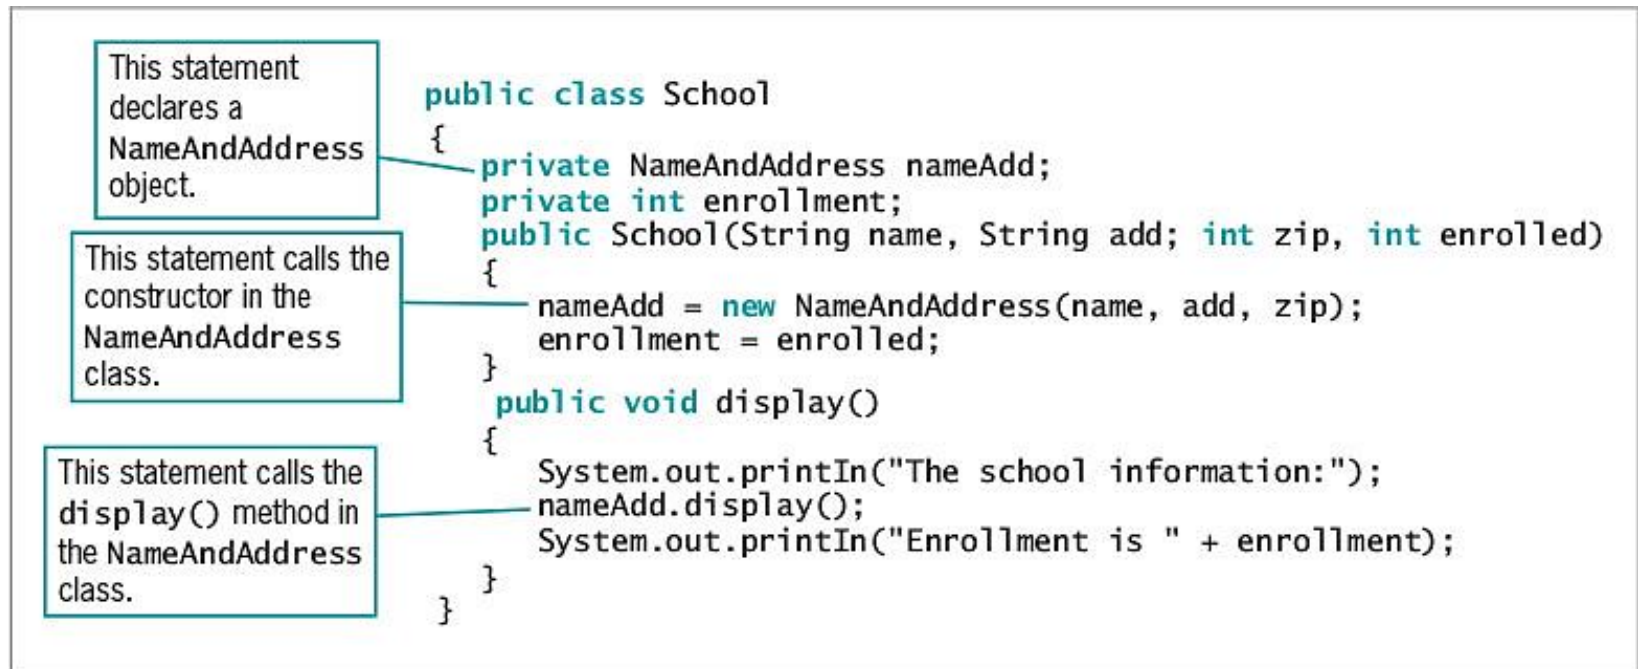 This statement
declares a
NameAndAddress
object.
This statement calls the
constructor in the
NameAndAddress
class.
This statement calls the
display() method in
the NameAndAddress
class.
public class School
{
private NameAndAddress nameAdd;
private int enrollment;
public School(String name, String add; int zip, int enrolled)
{
nameAdd = new NameAndAddress(name, add, zip);
enrollment = enrolled;
}
public void display()
{
System.out.printIn("The school information:");
nameAdd.display();
System.out.printIn("Enrollment is " + enrollment);
}
}